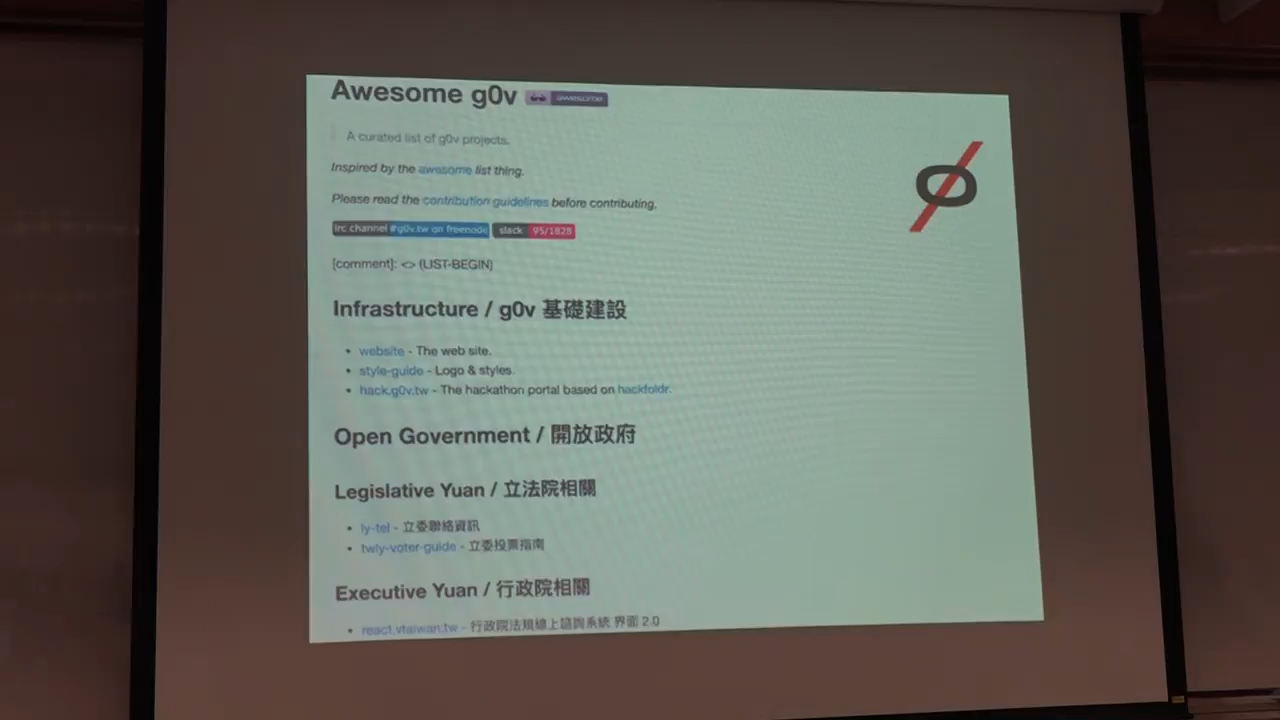 Awesome g0v awesome
A curated list of g0v projects.
Inspired by the awesome list thing.
Please read the contribution guidelines before contributing.
irc channel #g0v.tw on freenode slack 95/1828
[comment]: <> (LIST-BEGIN)
Infrastructure / g0v 基礎建設
• website - The web site.
• style-guide - Logo & styles.
• hack.g0v.tw - The hackathon portal based on hackfoldr.
Open Government / 開放政府
Legislative Yuan / 立法院相關
• ly-tel - 立委聯絡資訊
• twly-voter-guide - 立委投票指南
Executive Yuan / 行政院相關
• react.vtaiwan.tw - 行政院法規線上諮詢系統 界面 2.0